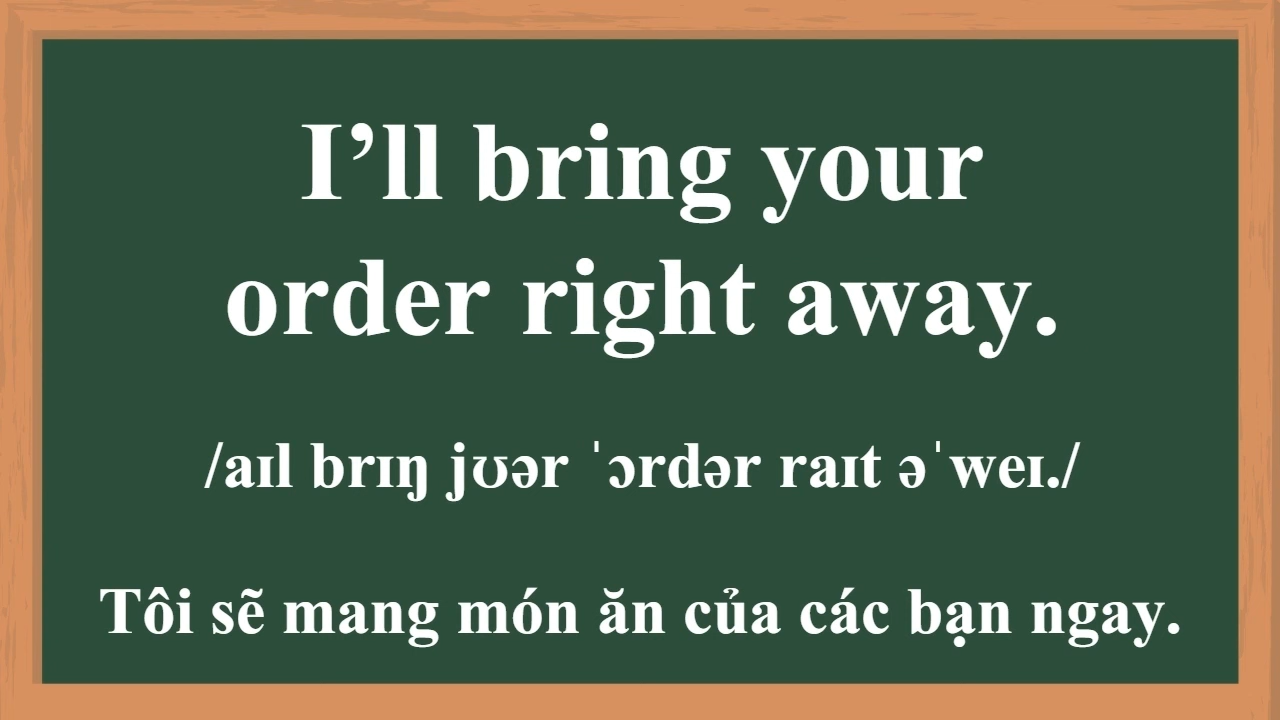 I’ll bring your
order right away.
/aɪl brɪŋ jʊər ˈɔrdər raɪt əˈweɪ./
Tôi sẽ mang món ăn của các bạn ngay.